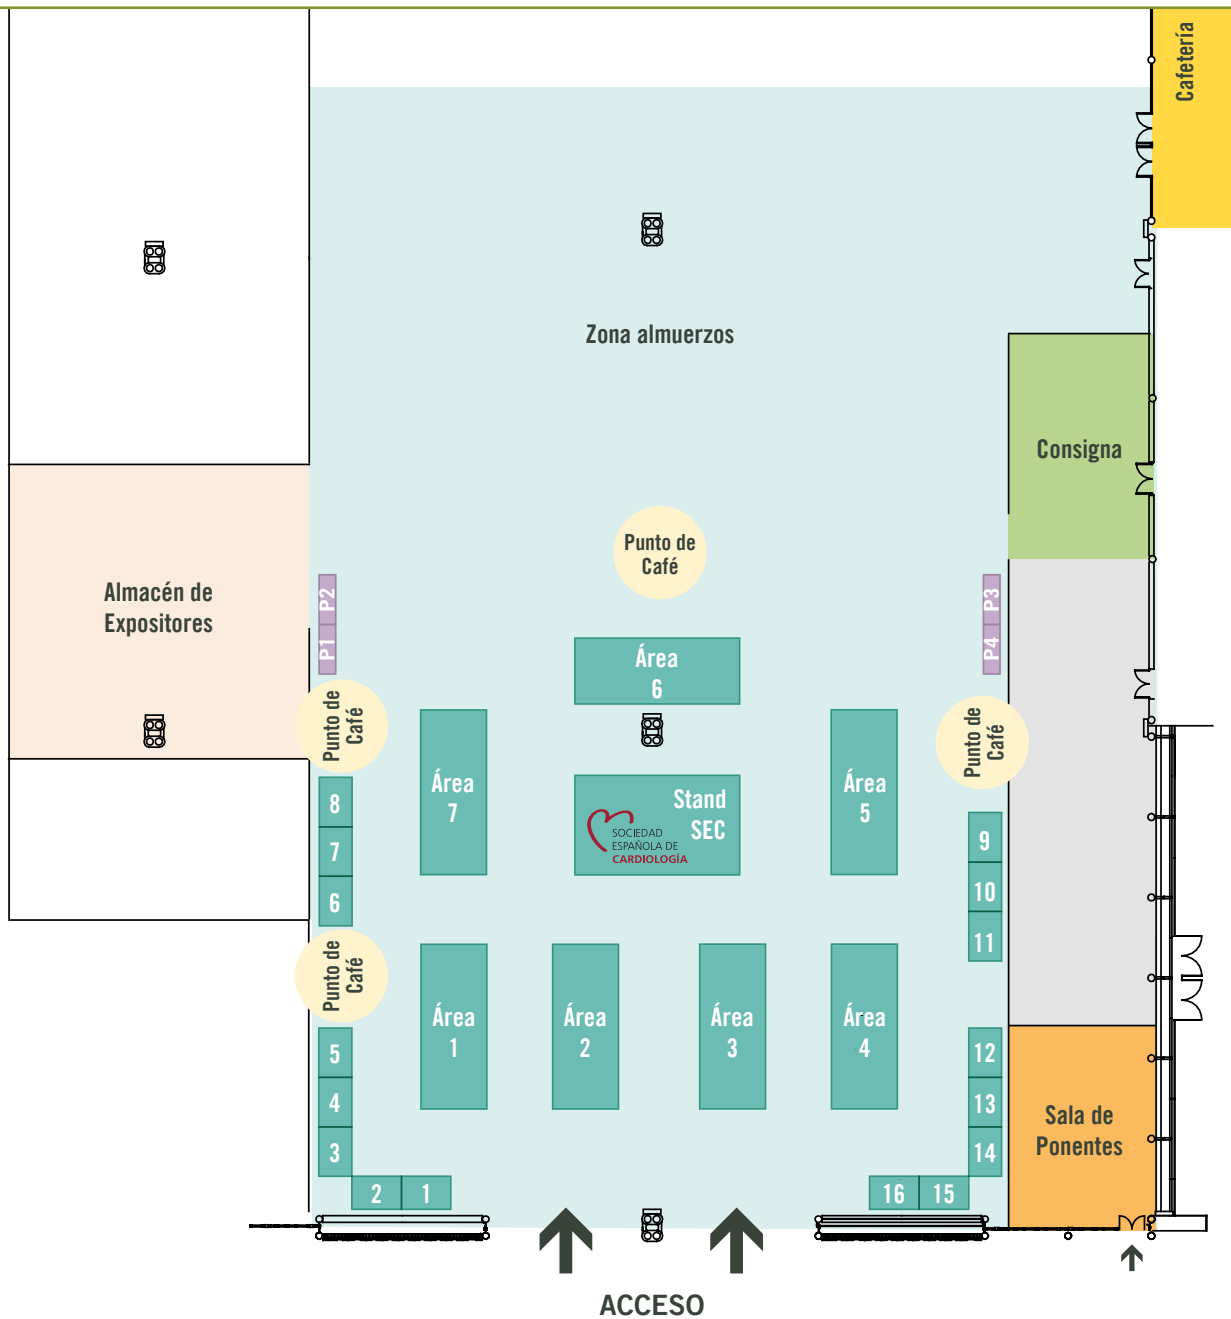 Cafetería
Zona almuerzos
Consigna
Punto de
Café
Almacén de
Expositores
P2
P1
P3
P4
Área
6
Punto de
Café
Punto de
Café
Área
7
Stand
SEC
SOCIEDAD
ESPAÑOLA DE
CARDIOLOGÍA
Área
5
8
7
6
9
10
11
Punto de
Café
Área
1
Área
2
Área
3
Área
4
5
4
3
12
13
14
Sala de
Ponentes
2
1
16
15
ACCESO